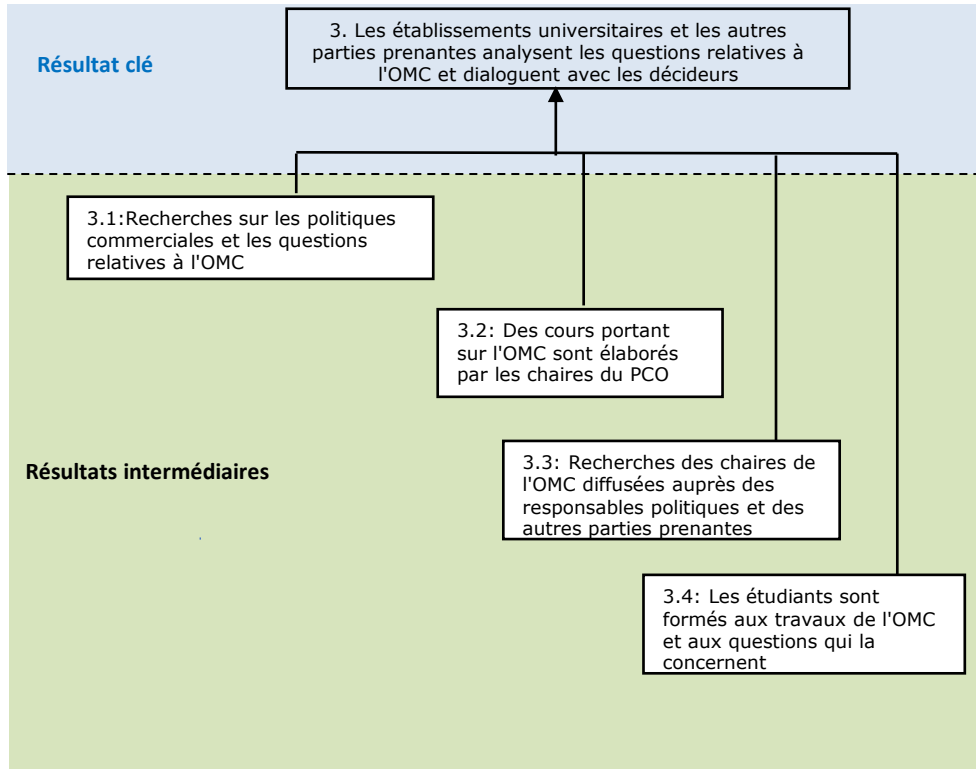 3. Les établissements universitaires et les autres
parties prenantes analysent les questions relatives à
l'OMC et dialoguent avec les décideurs
Résultat clé
3.1:Recherches sur les politiques
commerciales et les questions
relatives à l'OMC
3.2: Des cours portant
sur l'OMC sont élaborés
par les chaires du PCO
Résultats intermédiaires
3.3: Recherches des chaires de
l'OMC diffusées auprès des
responsables politiques et des
autres parties prenantes
3.4: Les étudiants sont
formés aux travaux de l'OMC
et aux questions qui la
concernent